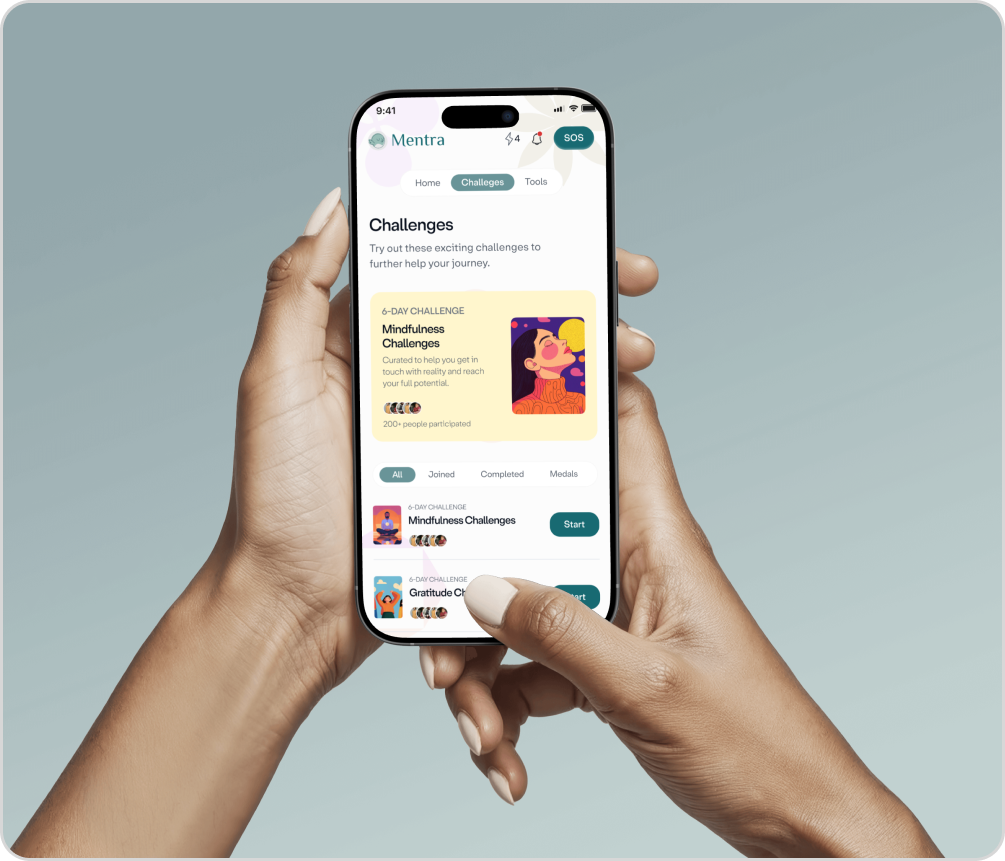 9:41
Mentra
4
SOS
Home
Challeges
Tools
Challenges
Try out these exciting challenges to
further help your journey.
6-DAY CHALLENGE
Mindfulness
Challenges
Curated to help you get in
touch with reality and reach
your full potential.
200+ people participated
All
Joined
Completed
Medals
6-DAY CHALLENGE
Mindfulness Challenges
Start
6-DAY CHALLENGE
Gratitude Ch
art